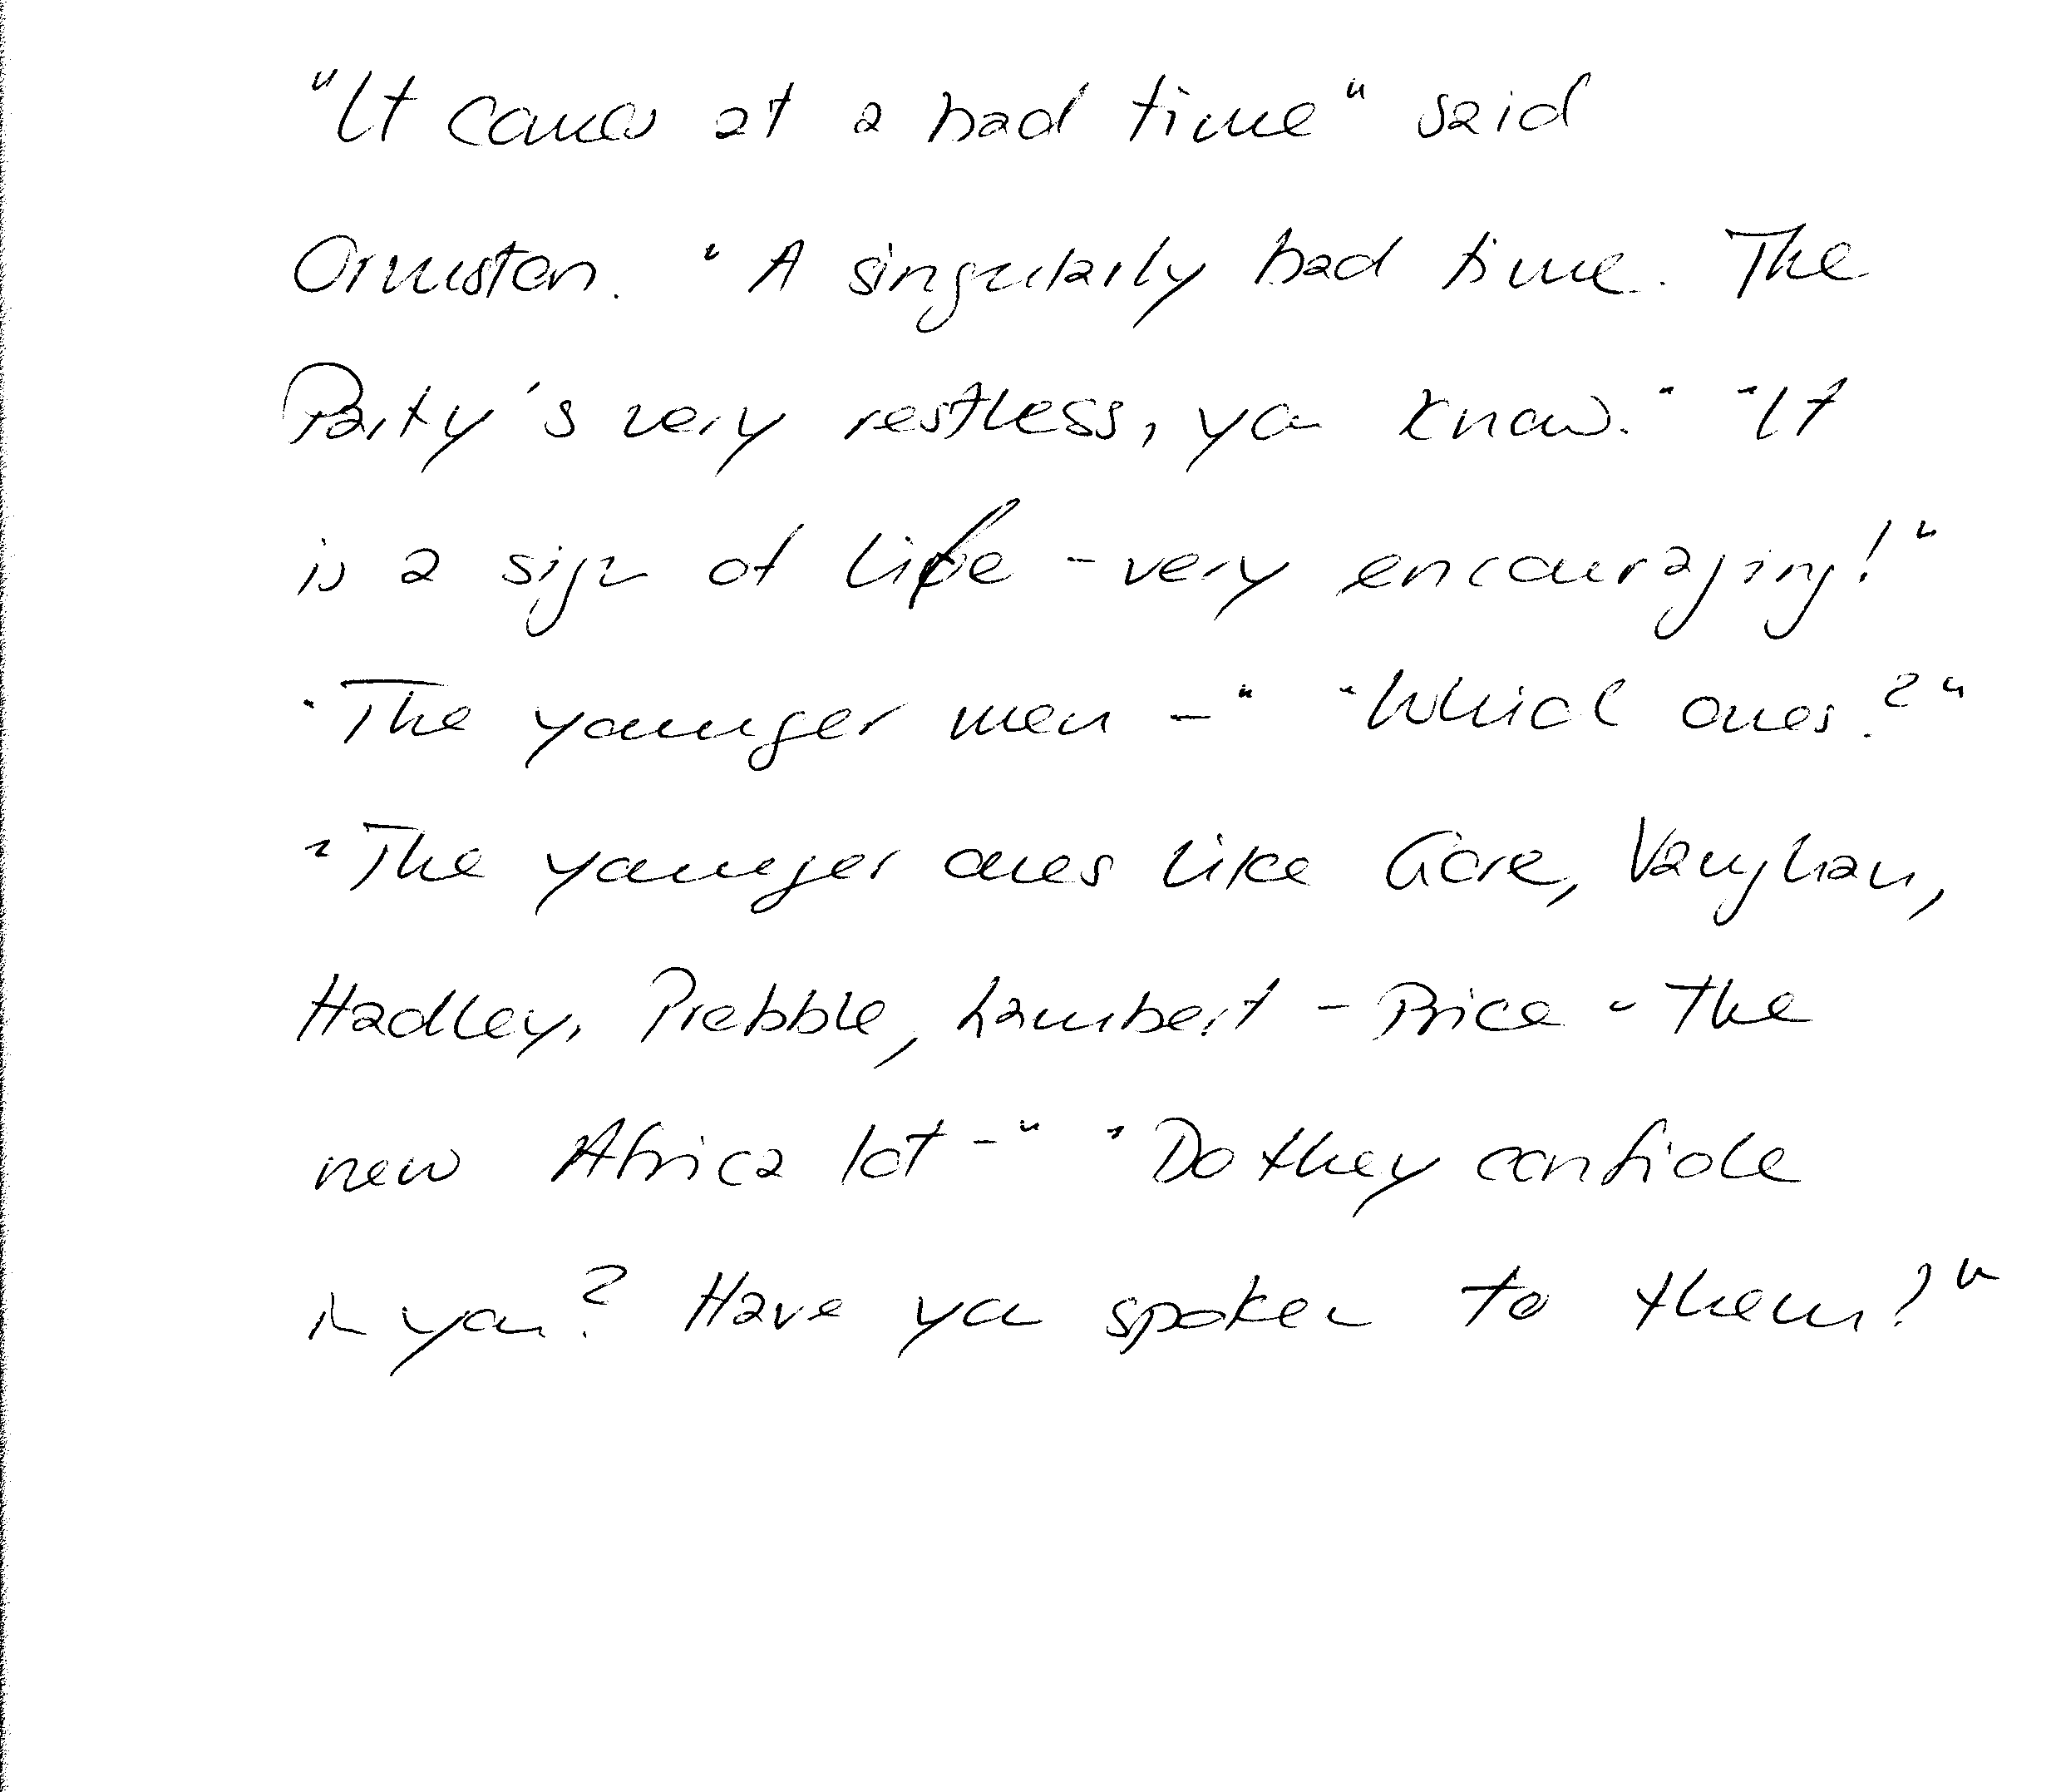 "It comes at a bad time" said
Ormston. "A singularly bad time. The
Party's very restless, you know." "It
is a sign of life - very encouraging!"
"The younger men -" "Which ones?"
"The younger ones like Gore, Vaughan,
Hadley, Prebble, Lambert - Price - The
new Africa lot -" "Do they confide
in you? Have you spoken to them?"